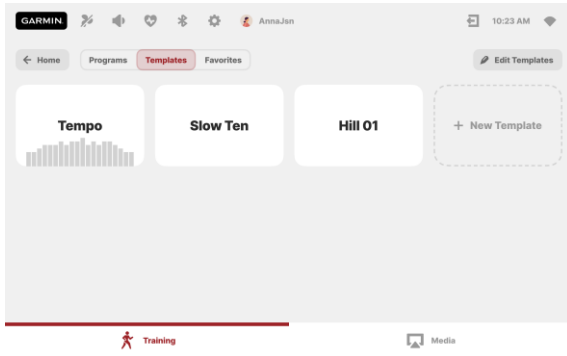 GARMIN. AnnaJsn 10:23 AM
Home Programs Templates Favorites Edit Templates
Tempo Slow Ten Hill 01 + New Template
Training Media